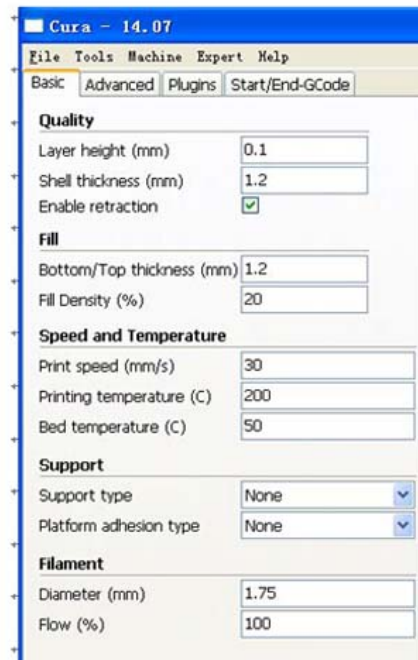 Cura - 14.07
File Tools Machine Expert Help
Basic Advanced Plugins Start/End-GCode
Quality
Layer height (mm) 0.1
Shell thickness (mm) 1.2
Enable retraction
Fill
Bottom/Top thickness (mm) 1.2
Fill Density (%) 20
Speed and Temperature
Print speed (mm/s) 30
Printing temperature (C) 200
Bed temperature (C) 50
Support
Support type None
Platform adhesion type None
Filament
Diameter (mm) 1.75
Flow (%) 100